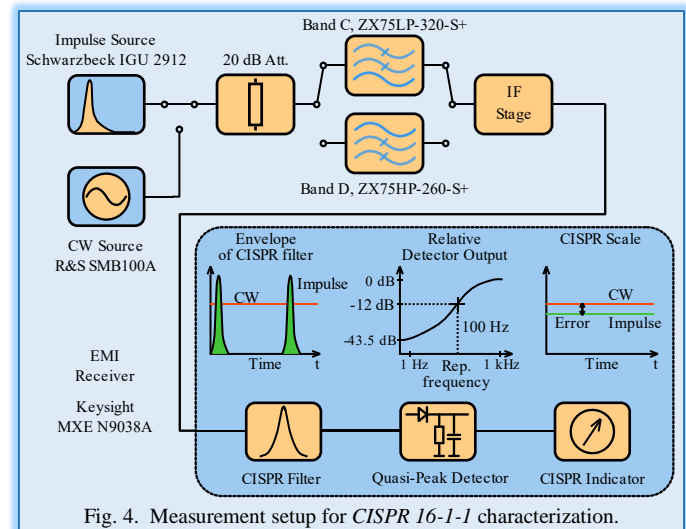 Impulse Source
Schwarzbeck IGU 2912
20 dB Att.
Band C, ZX75LP-320-S+
IF
Stage
Band D, ZX75HP-260-S+
CW Source
R&S SMB100A
Envelope
of CISPR filter
Impulse
CW
Time
t
Relative
Detector Output
0 dB
-12 dB
-43.5 dB
100 Hz
1 Hz
Rep.
frequency
1 kHz
CISPR Scale
CW
Error
Impulse
Time
t
EMI
Receiver
Keysight
MXE N9038A
CISPR Filter
Quasi-Peak Detector
CISPR Indicator
Fig. 4. Measurement setup for CISPR 16-1-1 characterization.